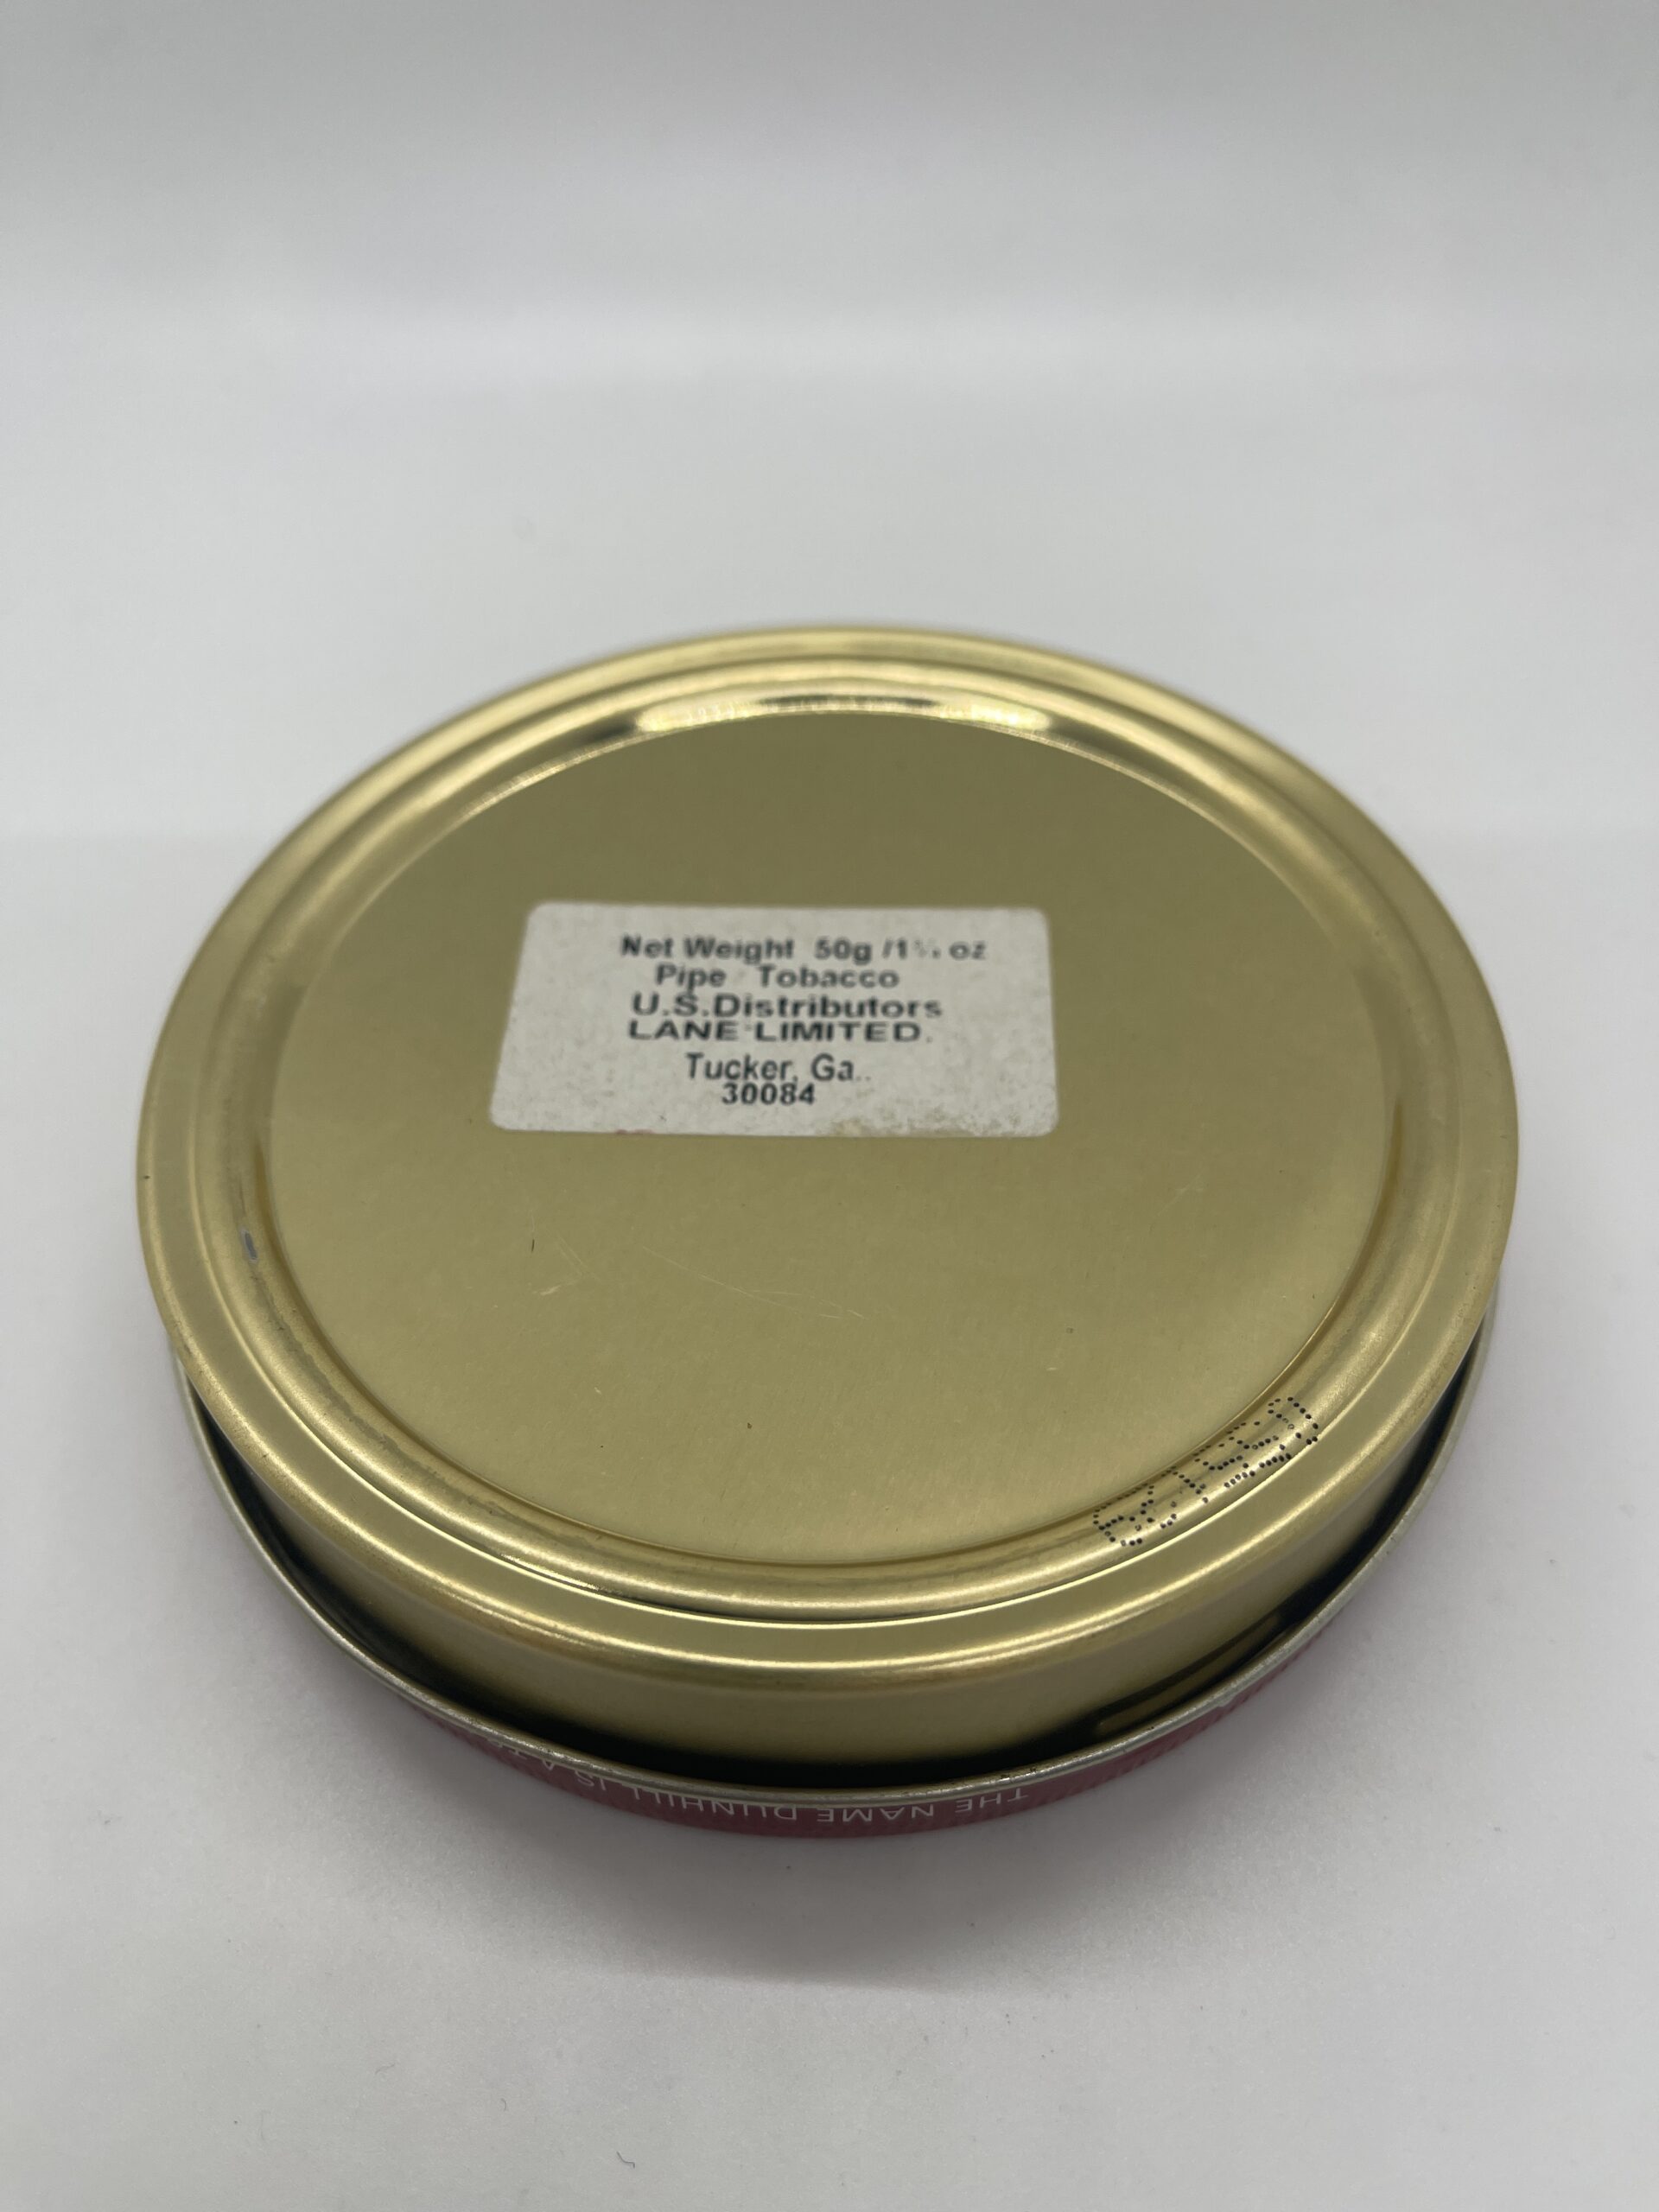 Net Weight 50g /1¾ oz
Pipe Tobacco
U.S.Distributors
LANE LIMITED.
Tucker, Ga..
30084
THE NAME DUNHILL IS A